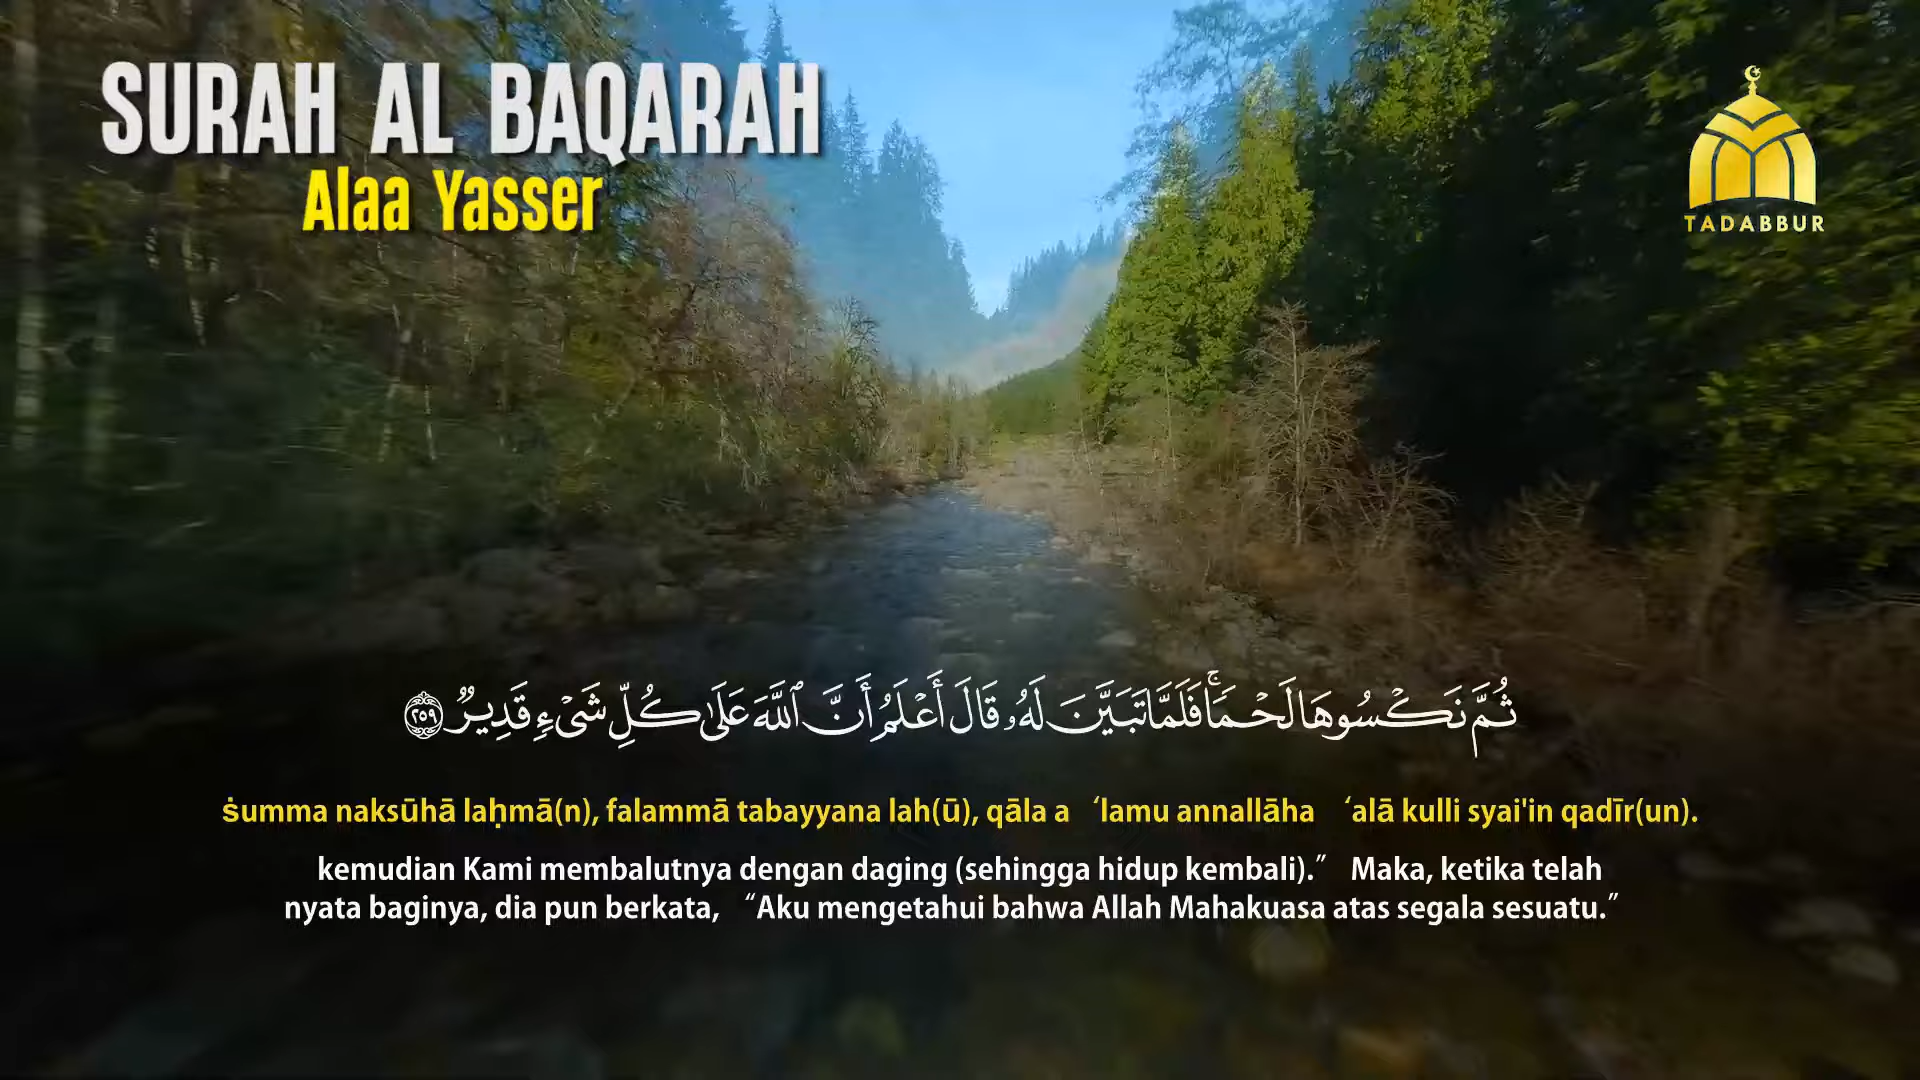 SURAH AL BAQARAH
Alaa Yasser
TADABBUR
ثُمَّ نَكْسُوهَا لَحْمًا ۚ فَلَمَّا تَبَيَّنَ لَهُۥ قَالَ أَعْلَمُ أَنَّ ٱللَّهَ عَلَىٰ كُلِّ شَىْءٍ قَدِيرٌ ٢٥٩
ṡumma naksūhā laḥmā(n), falammā tabayyana lah(ū), qāla a ‘lamu annallāha ‘alā kulli syai'in qadīr(un).
kemudian Kami membalutnya dengan daging (sehingga hidup kembali).” Maka, ketika telah
nyata baginya, dia pun berkata, “Aku mengetahui bahwa Allah Mahakuasa atas segala sesuatu.”